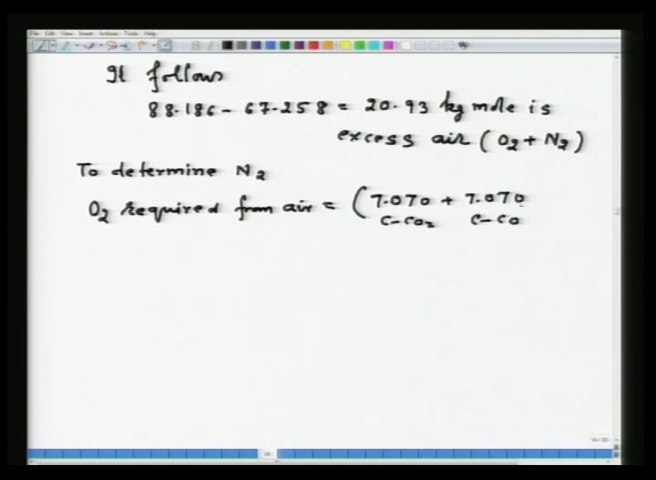 It follows
88.186 - 67.258 = 20.93 kg mole is
excess air (O2 + N2)
To determine N2
O2 required from air = (7.070 + 7.070
C-CO2 C-CO